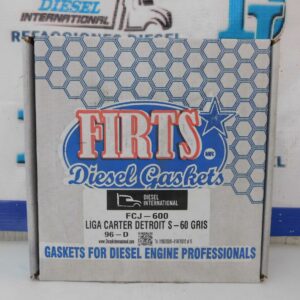 DIESEL
INTERNATIONAL
REFACCIONES DIESEL
FIRTS
Diesel Gaskets
DIESEL
INTERNATIONAL
FCJ-600
LIGA CARTER DETROIT S-60 GRIS
96-D
GASKETS FOR DIESEL ENGINE PROFESSIONALS